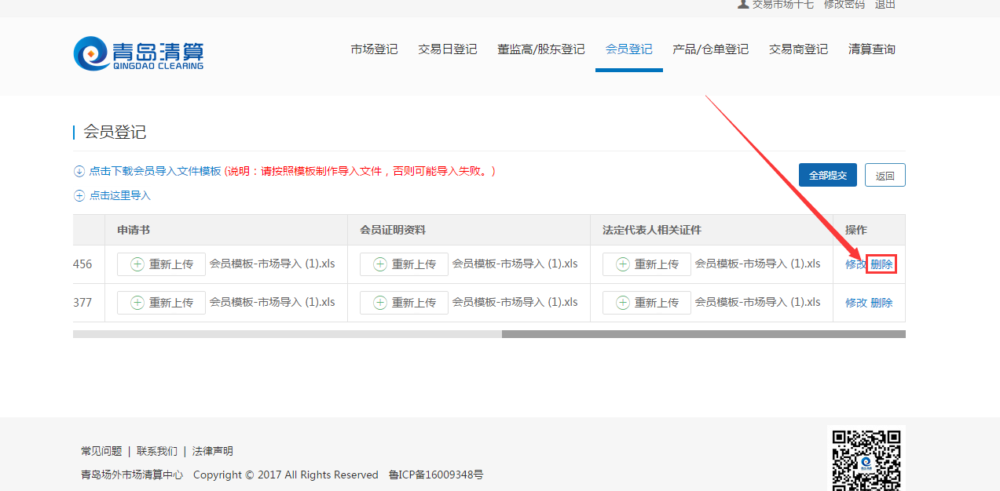 交易市场十七 修改密码 退出
青岛清算
QINGDAO CLEARING
市场登记 交易日登记 董监高/股东登记 会员登记 产品/仓单登记 交易商登记 清算查询
会员登记
点击下载会员导入文件模板 (说明：请按照模板制作导入文件，否则可能导入失败。)
全部提交 返回
点击这里导入
申请书 会员证明资料 法定代表人相关证件 操作
456 重新上传 会员模板-市场导入 (1).xls 重新上传 会员模板-市场导入 (1).xls 重新上传 会员模板-市场导入 (1).xls 修改 删除
377 重新上传 会员模板-市场导入 (1).xls 重新上传 会员模板-市场导入 (1).xls 重新上传 会员模板-市场导入 (1).xls 修改 删除
常见问题 | 联系我们 | 法律声明
青岛场外市场清算中心 Copyright © 2017 All Rights Reserved 鲁ICP备16009348号